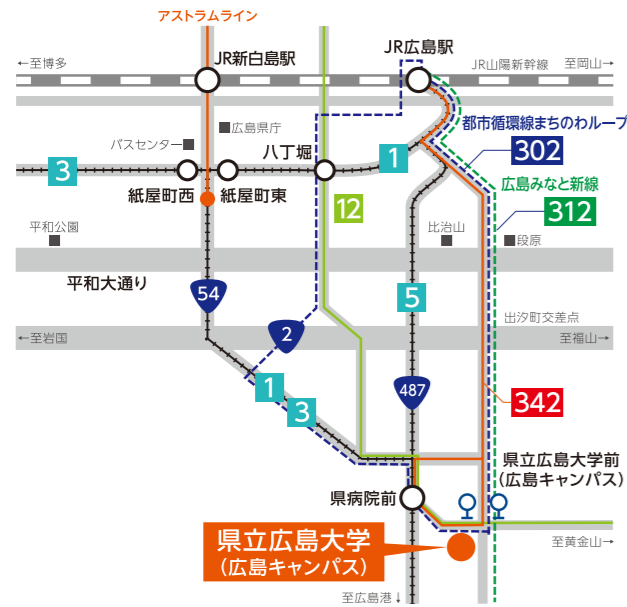 アストラムライン
JR新白島駅
JR広島駅
←至博多
JR山陽新幹線
至岡山→
広島県庁
バスセンター
八丁堀
1
都市循環線まちのわループ
302
3
紙屋町西
紙屋町東
広島みなと新線
312
12
平和公園
比治山
段原
平和大通り
54
5
2
出汐町交差点
←至岩国
至福山→
1
3
487
342
県立広島大学前
(広島キャンパス)
県病院前
県立広島大学
(広島キャンパス)
至黄金山→
至広島港↓